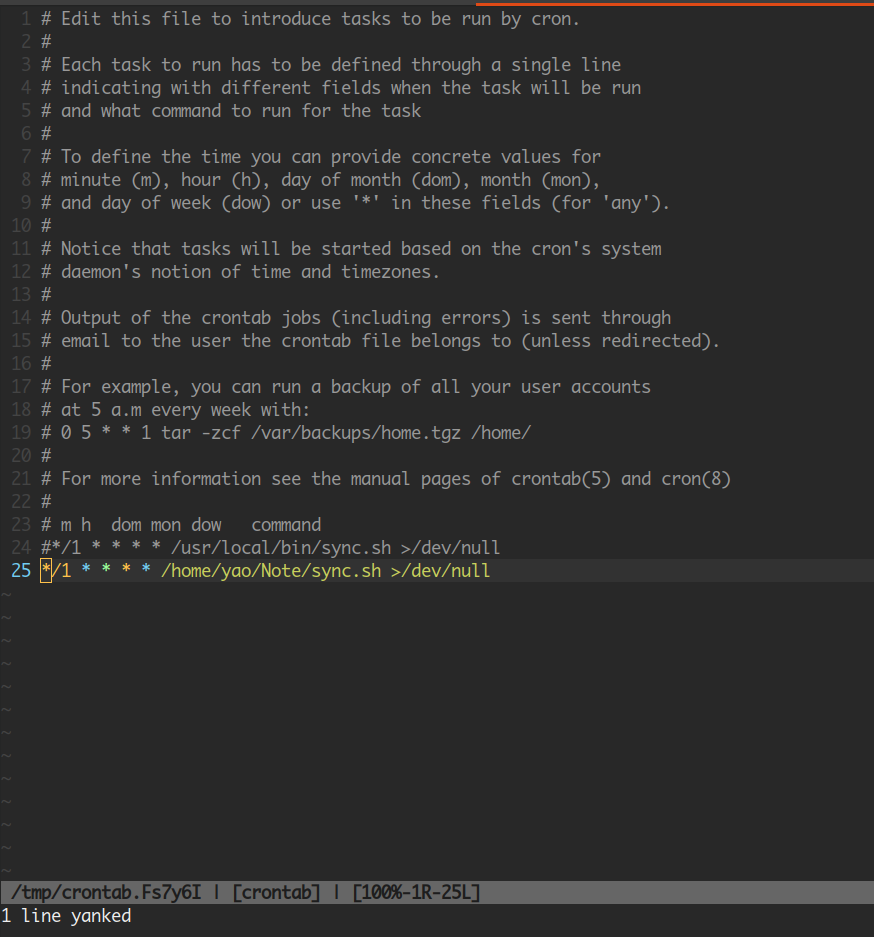 1 # Edit this file to introduce tasks to be run by cron.
2 #
3 # Each task to run has to be defined through a single line
4 # indicating with different fields when the task will be run
5 # and what command to run for the task
6 #
7 # To define the time you can provide concrete values for
8 # minute (m), hour (h), day of month (dom), month (mon),
9 # and day of week (dow) or use '*' in these fields (for 'any').
10 #
11 # Notice that tasks will be started based on the cron's system
12 # daemon's notion of time and timezones.
13 #
14 # Output of the crontab jobs (including errors) is sent through
15 # email to the user the crontab file belongs to (unless redirected).
16 #
17 # For example, you can run a backup of all your user accounts
18 # at 5 a.m every week with:
19 # 0 5 * * 1 tar -zcf /var/backups/home.tgz /home/
20 #
21 # For more information see the manual pages of crontab(5) and cron(8)
22 #
23 # m h  dom mon dow   command
24 #*/1 * * * * /usr/local/bin/sync.sh >/dev/null
25 */1 * * * * /home/yao/Note/sync.sh >/dev/null
~
~
~
~
~
~
~
~
~
~
~
~
~
/tmp/crontab.Fs7y6I | [crontab] | [100%-1R-25L]
1 line yanked